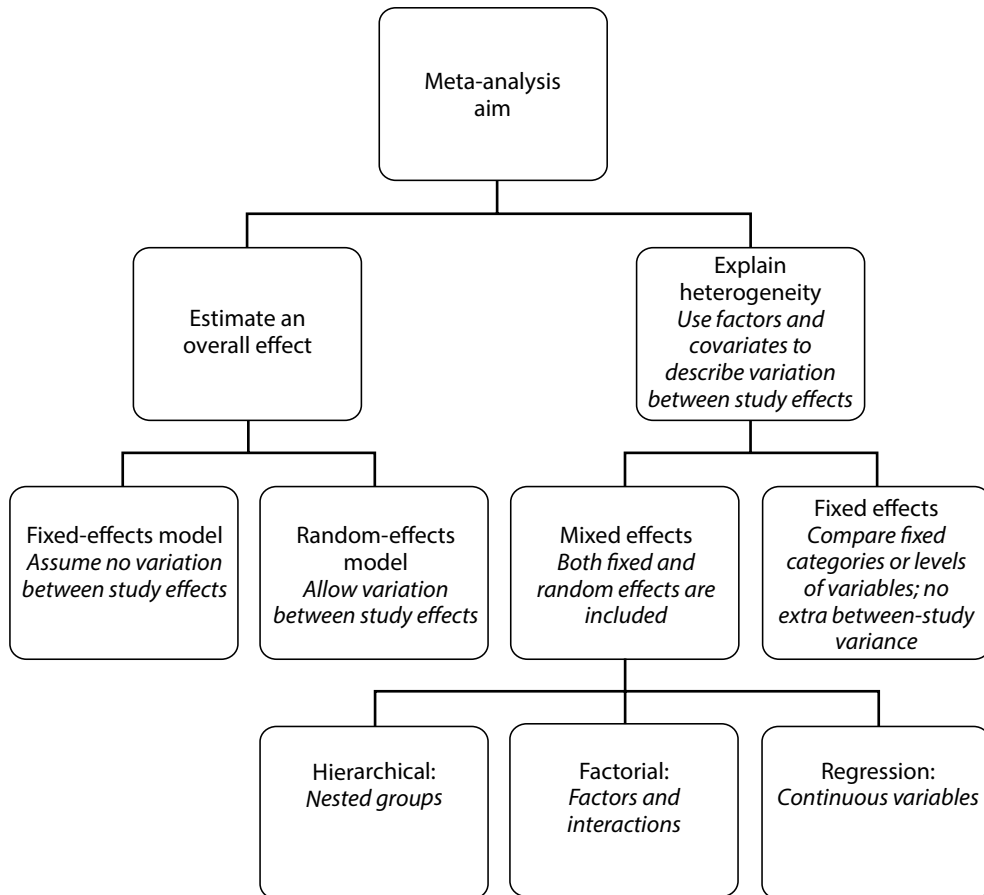 Meta-analysis
aim
Estimate an
overall effect
Explain
heterogeneity
Use factors and
covariates to
describe variation
between study effects
Fixed-effects model
Assume no variation
between study effects
Random-effects
model
Allow variation
between study effects
Mixed effects
Both fixed and
random effects are
included
Fixed effects
Compare fixed
categories or levels
of variables; no
extra between-study
variance
Hierarchical:
Nested groups
Factorial:
Factors and
interactions
Regression:
Continuous variables